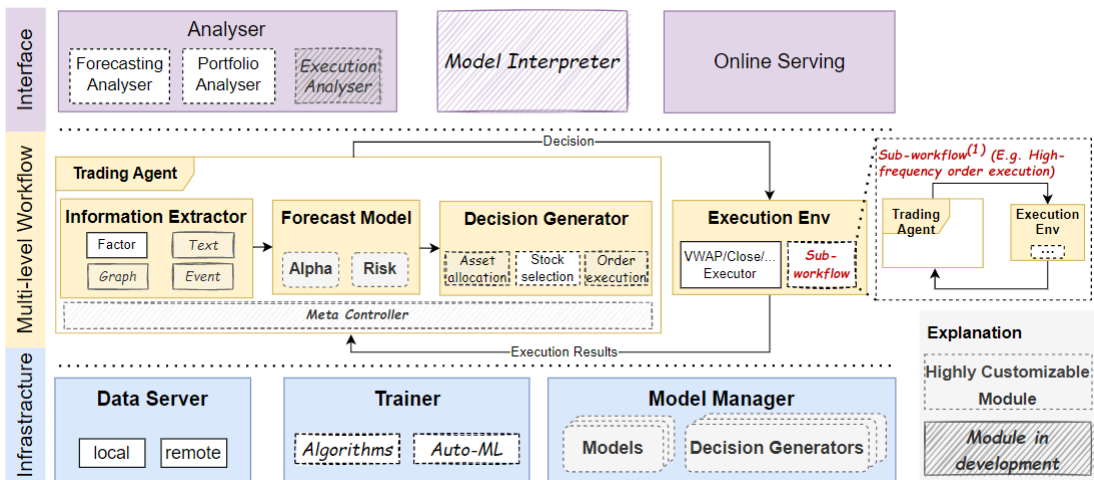 Interface
Analyser
Forecasting
Analyser
Portfolio
Analyser
Execution
Analyser
Model Interpreter
Online Serving
Multi-level Workflow
Decision
Trading Agent
Information Extractor
Factor
Text
Graph
Event
Forecast Model
Alpha
Risk
Decision Generator
Asset
allocation
Stock
selection
Order
execution
Meta Controller
Execution Env
VWAP/Close/...
Executor
Sub-
workflow
Execution Results
Sub-workflow(1) (E.g. High-
frequency order execution)
Trading
Agent
Execution
Env
Infrastracture
Data Server
local
remote
Trainer
Algorithms
Auto-ML
Model Manager
Models
Decision Generators
Explanation
Highly Customizable
Module
Module in
development